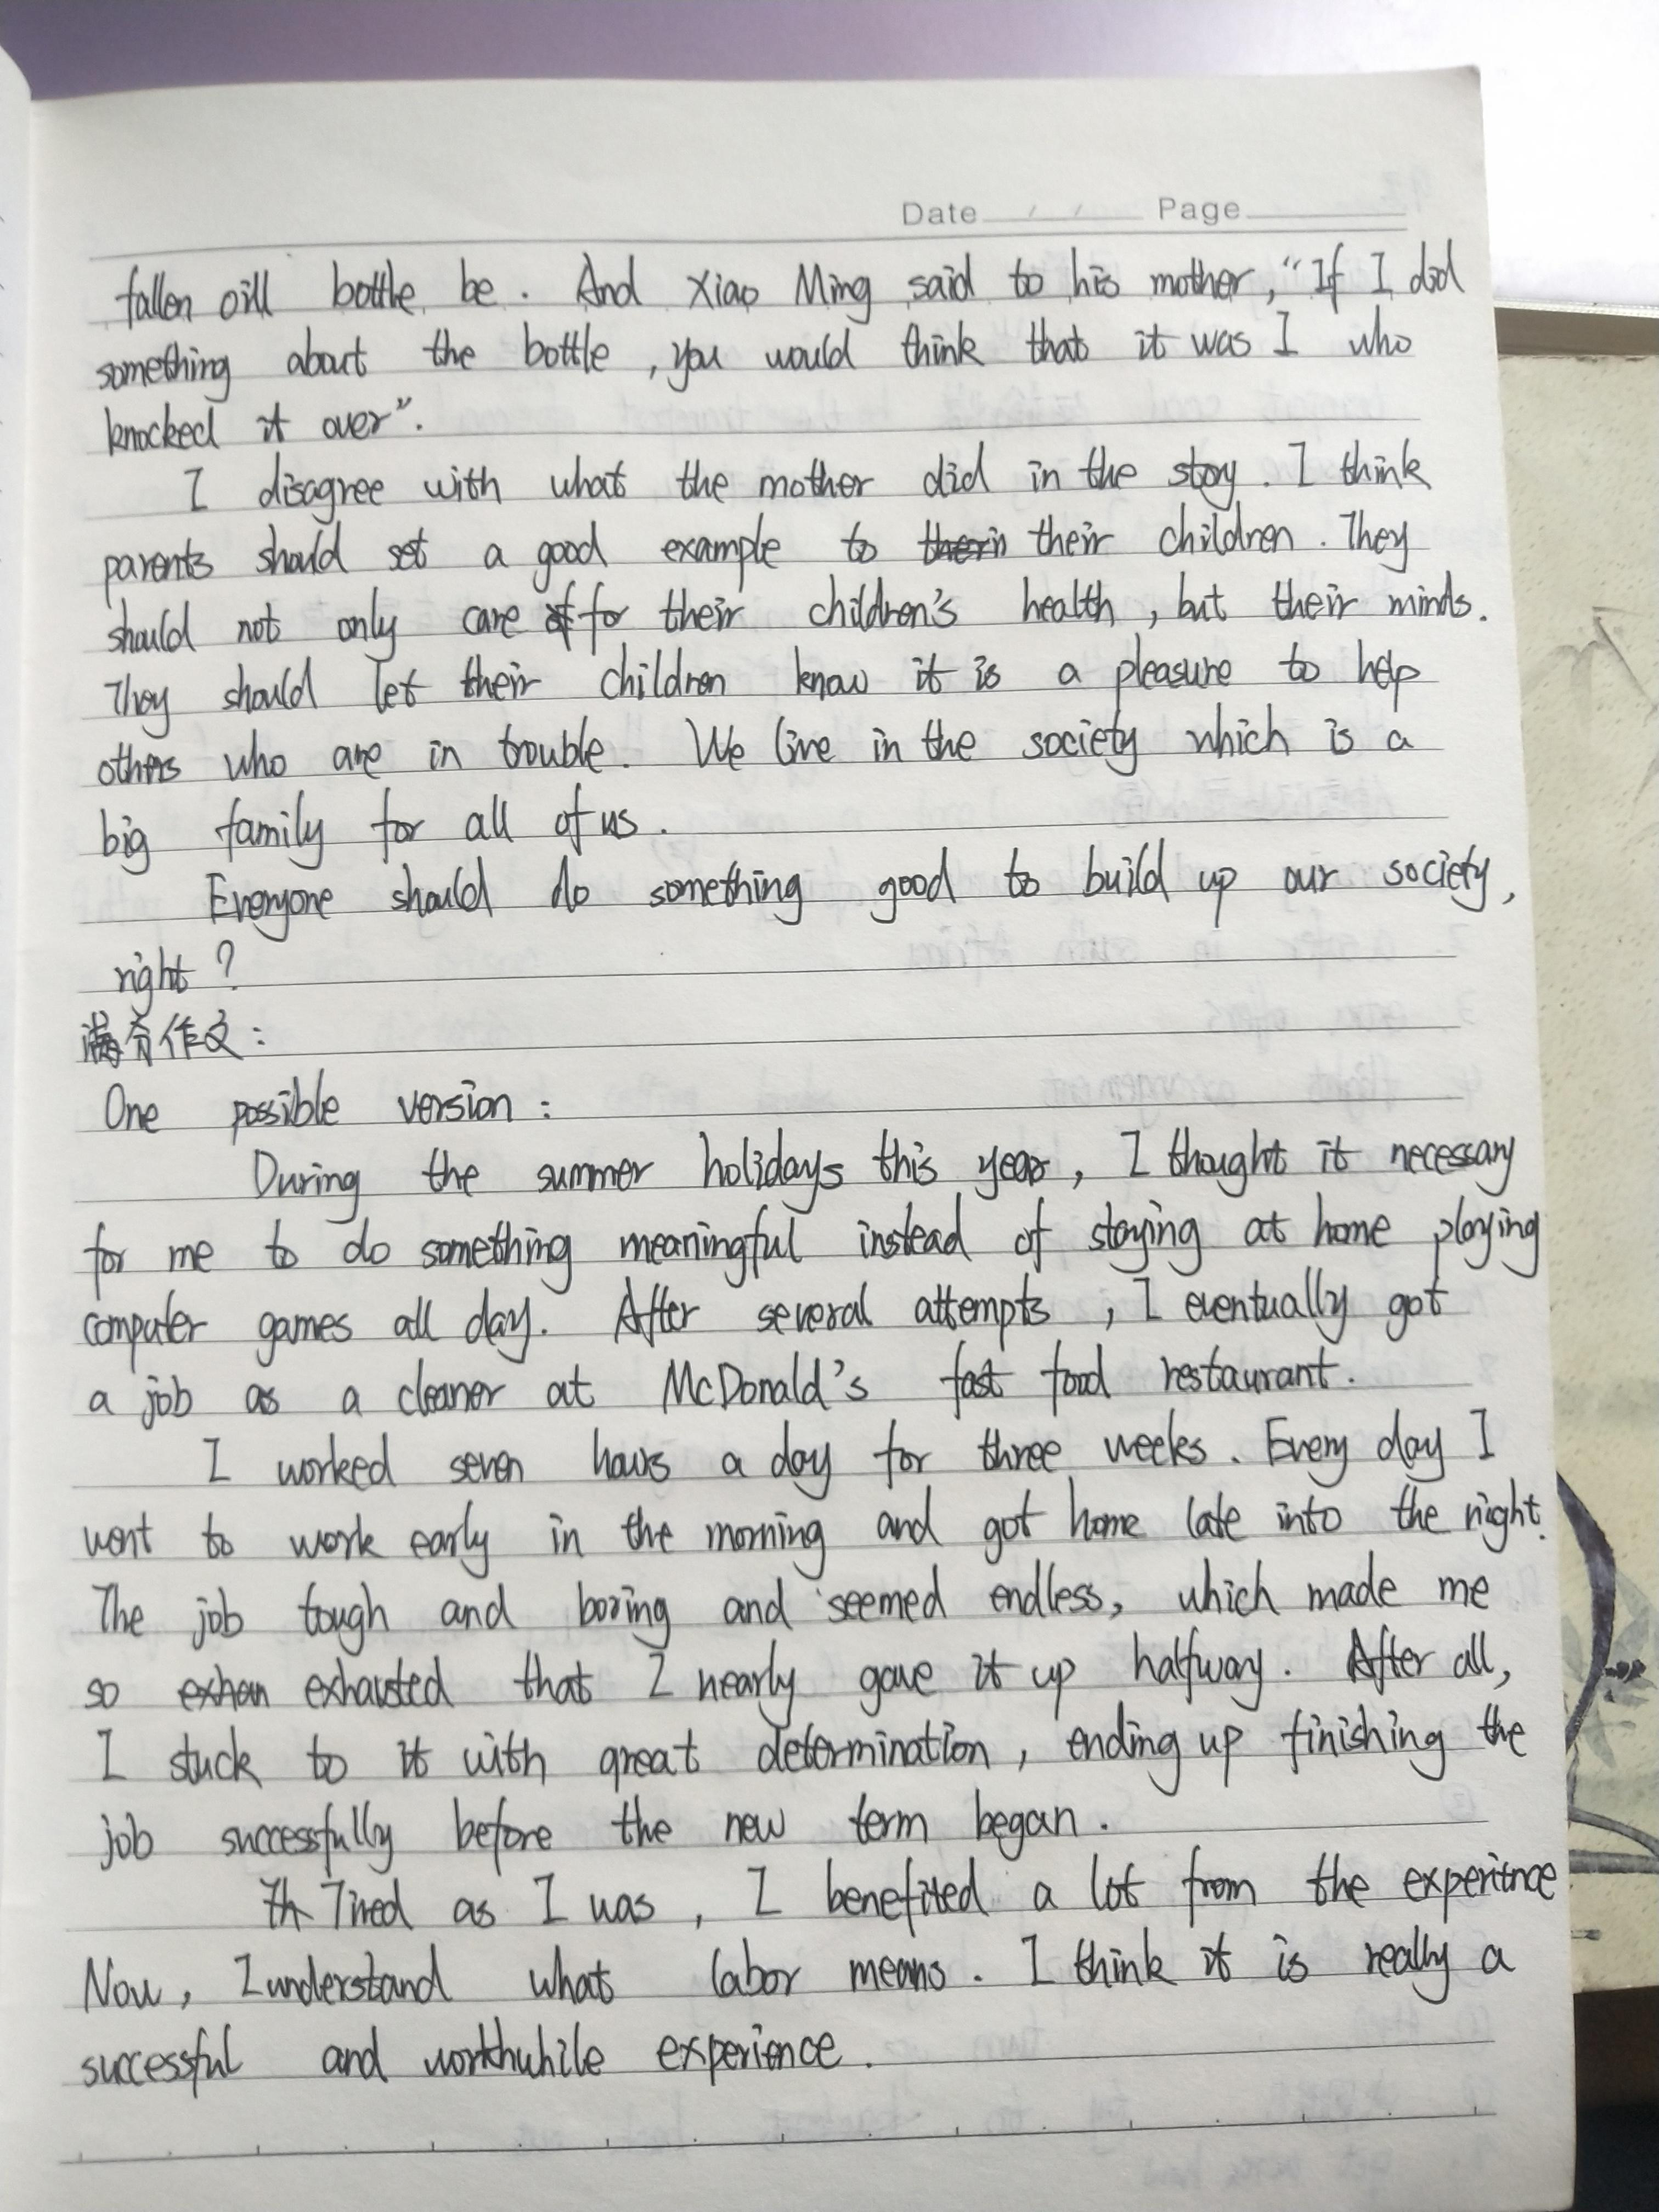 Date / / Page
fallen oill bottle be. And Xiao Ming said to his mother, "If I did
something about the bottle, you would think that it was I who
knocked it over".
I disagree with what the mother did in the story. I think
parents should set a good example to their children. They
should not only care for their children's health, but their minds.
They should let their children know it is a pleasure to help
others who are in trouble. We live in the society which is a
big family for all of us.
Everyone should do something good to build up our society,
right?
满分作文:
One possible version:
During the summer holidays this year, I thought it necessary
for me to do something meaningful instead of staying at home playing
computer games all day. After several attempts, I eventually got
a job as a cleaner at McDonald's fast food restaurant.
I worked seven hours a day for three weeks. Every day I
went to work early in the morning and got home late into the night.
The job tough and boring and seemed endless, which made me
so exhausted that I nearly gave it up halfway. After all,
I stuck to it with great determination, ending up finishing the
job successfully before the new term began.
Tired as I was, I benefited a lot from the experience
Now, I understand what labor means. I think it is really a
successful and worthwhile experience.